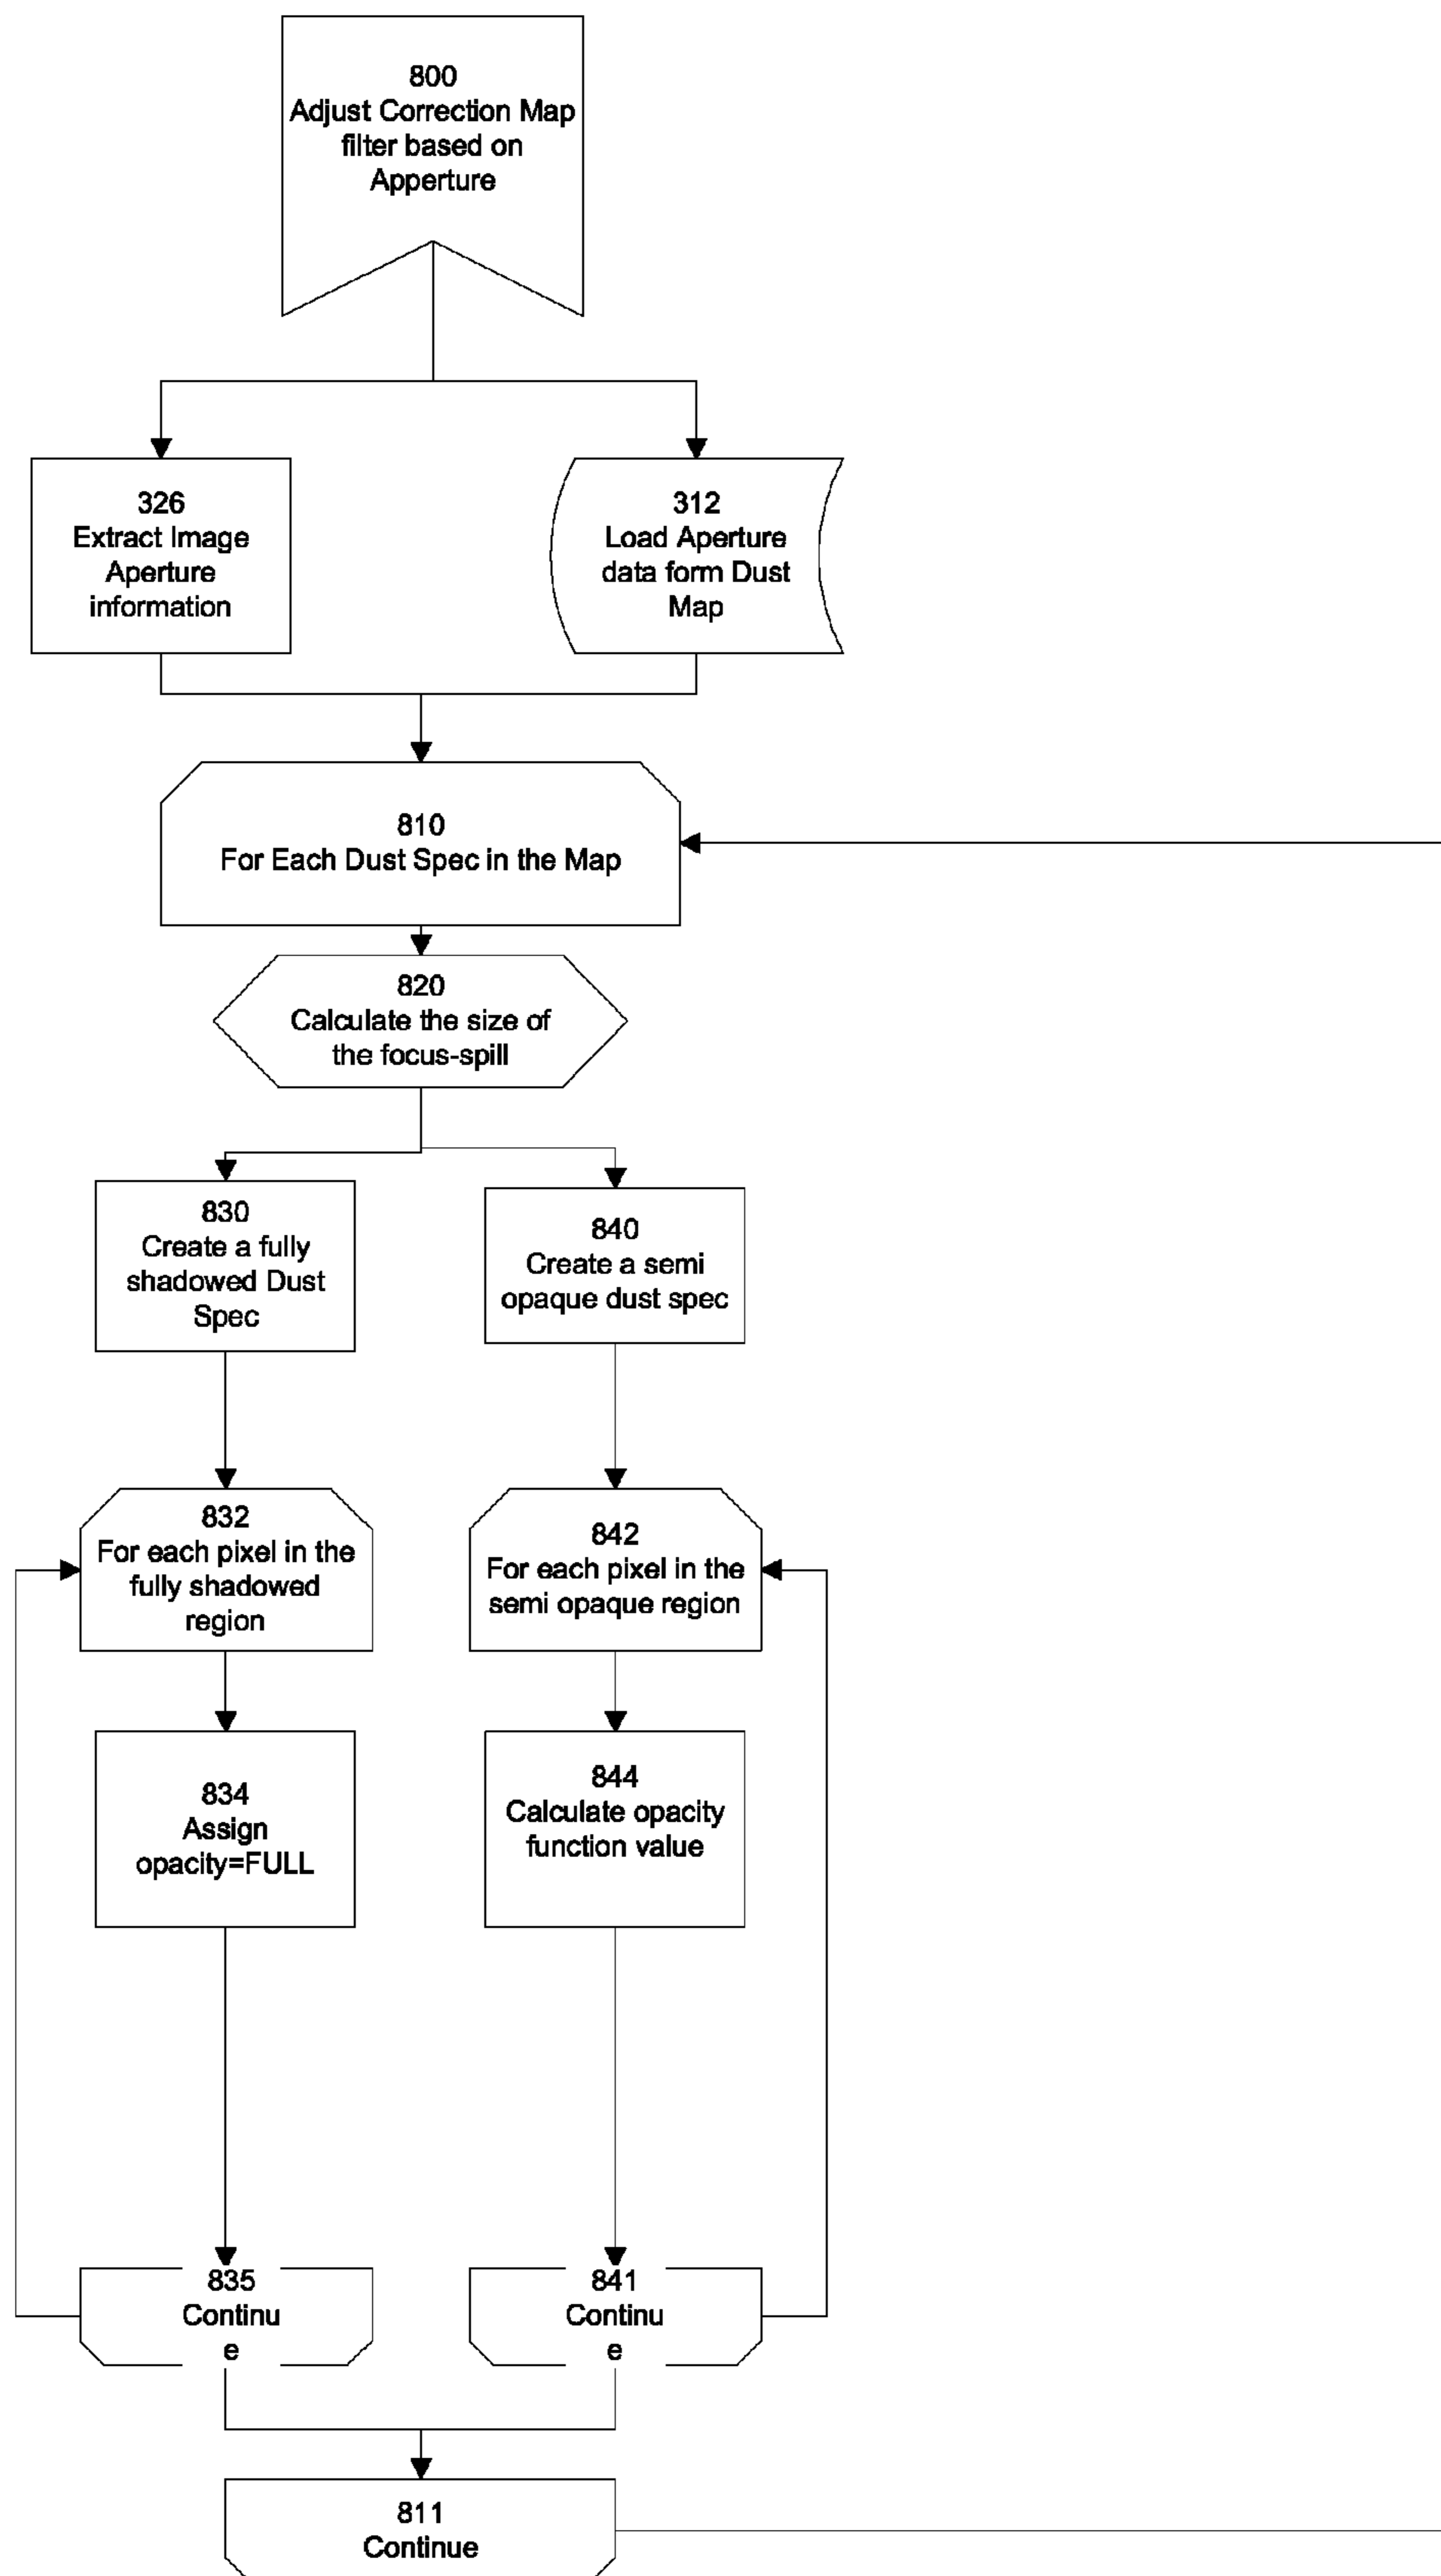 800
Adjust Correction Map
filter based on
Apperture
326
Extract Image
Aperture
information
312
Load Aperture
data form Dust
Map
810
For Each Dust Spec in the Map
820
Calculate the size of
the focus-spill
830
Create a fully
shadowed Dust
Spec
840
Create a semi
opaque dust spec
832
For each pixel in the
fully shadowed
region
842
For each pixel in the
semi opaque region
834
Assign
opacity=FULL
844
Calculate opacity
function value
835
Continu
e
841
Continu
e
811
Continue